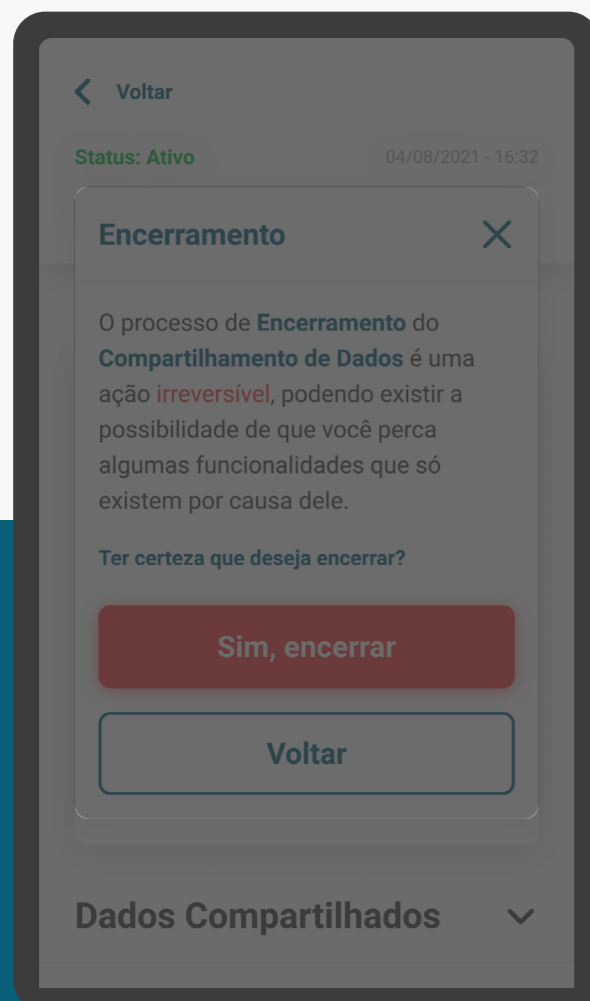 Voltar
Status: Ativo 04/08/2021 - 16:32
Encerramento
O processo de Encerramento do
Compartilhamento de Dados é uma
ação irreversível, podendo existir a
possibilidade de que você perca
algumas funcionalidades que só
existem por causa dele.
Ter certeza que deseja encerrar?
Sim, encerrar
Voltar
Dados Compartilhados